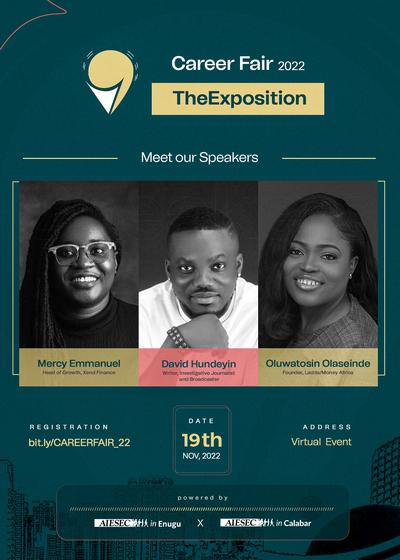 Career Fair 2022
TheExposition
Meet our Speakers
Mercy Emmanuel
Head of Growth, Xend Finance
David Hundeyin
Writer, Investigative Journalist
and Broadcaster
Oluwatosin Olaseinde
Founder, Ladda/Money Africa
REGISTRATION
bit.ly/CAREERFAIR_22
DATE
19th
NOV, 2022
ADDRESS
Virtual Event
powered by
AIESEC in Enugu X AIESEC in Calabar